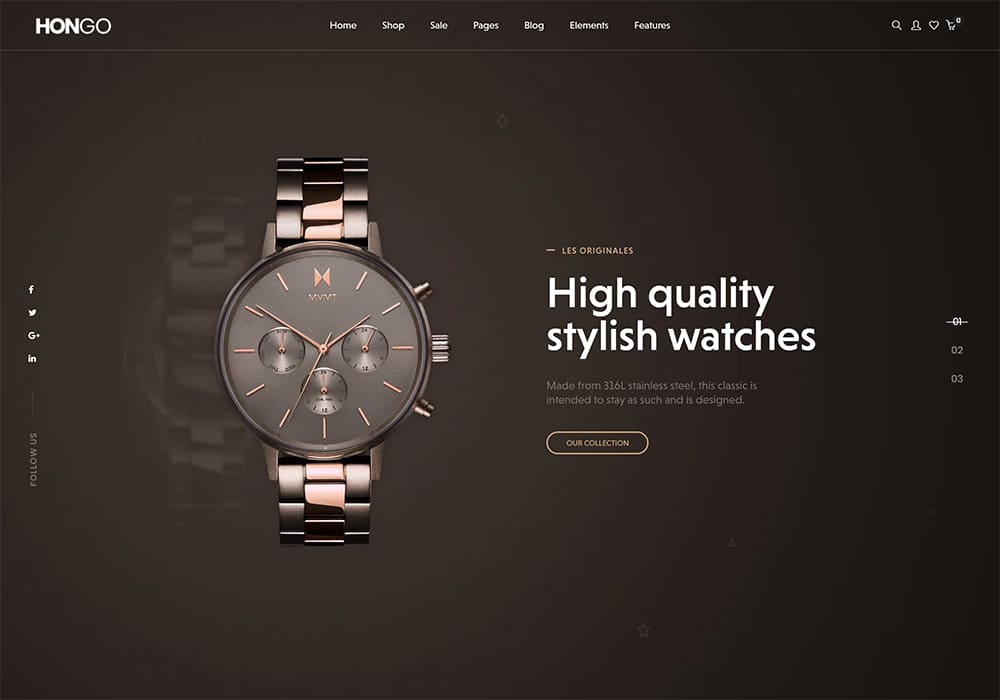 HONGO
Home Shop Sale Pages Blog Elements Features
0
MVMT
LES ORIGINALES
High quality
stylish watches
Made from 316L stainless steel, this classic is
intended to stay as such and is designed.
OUR COLLECTION
01
02
03
FOLLOW US